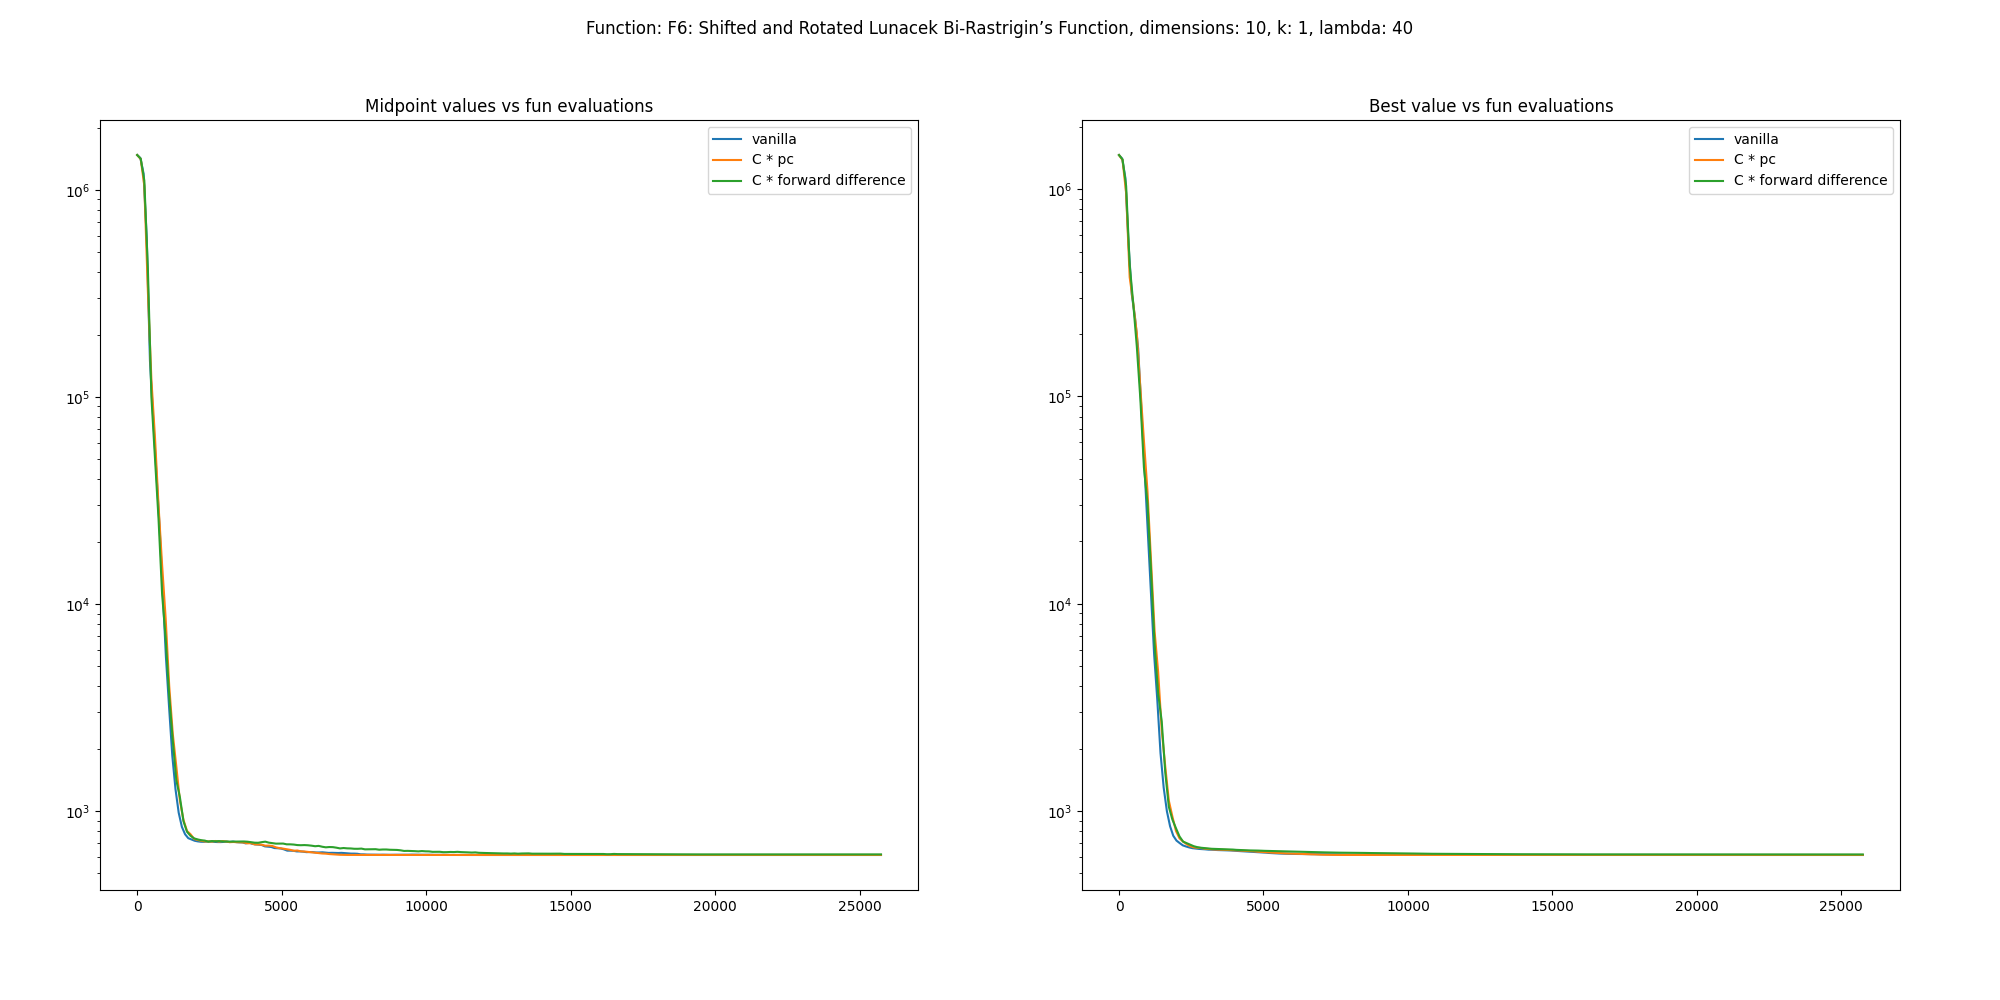 Function: F6: Shifted and Rotated Lunacek Bi-Rastrigin’s Function, dimensions: 10, k: 1, lambda: 40
Midpoint values vs fun evaluations
vanilla
C * pc
C * forward difference
10^6
10^5
10^4
10^3
0 5000 10000 15000 20000 25000
Best value vs fun evaluations
vanilla
C * pc
C * forward difference
10^6
10^5
10^4
10^3
0 5000 10000 15000 20000 25000